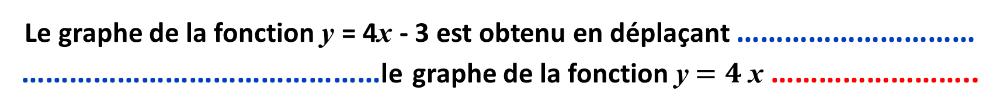 Le graphe de la fonction y = 4x - 3 est obtenu en déplaçant ..............................
.............................................le graphe de la fonction y = 4 x ..........................